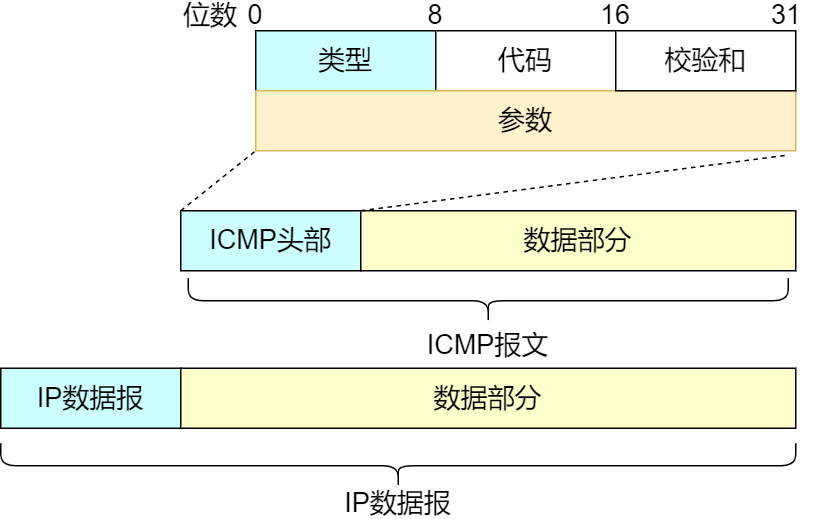 位数 0 8 16 31
类型 代码 校验和
参数
ICMP头部 数据部分
ICMP报文
IP数据报 数据部分
IP数据报